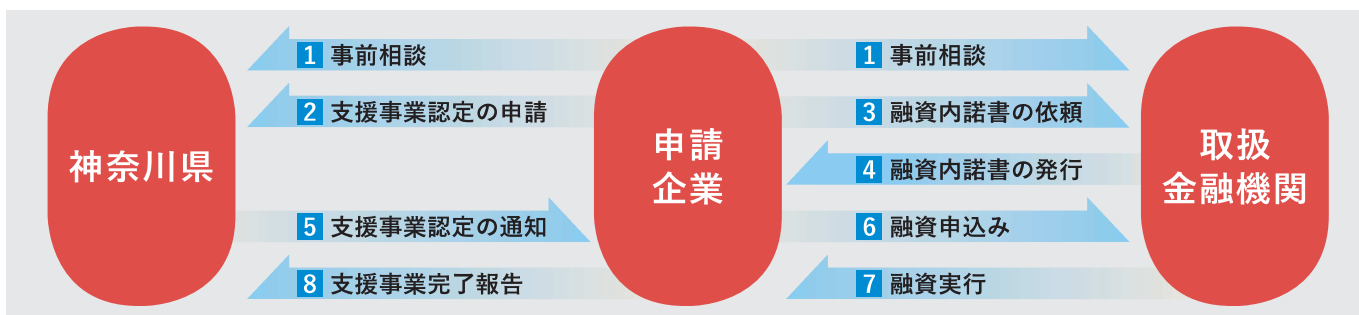 神奈川県
1 事前相談
2 支援事業認定の申請
5 支援事業認定の通知
8 支援事業完了報告
申請
企業
1 事前相談
3 融資内諾書の依頼
4 融資内諾書の発行
6 融資申込み
7 融資実行
取扱
金融機関